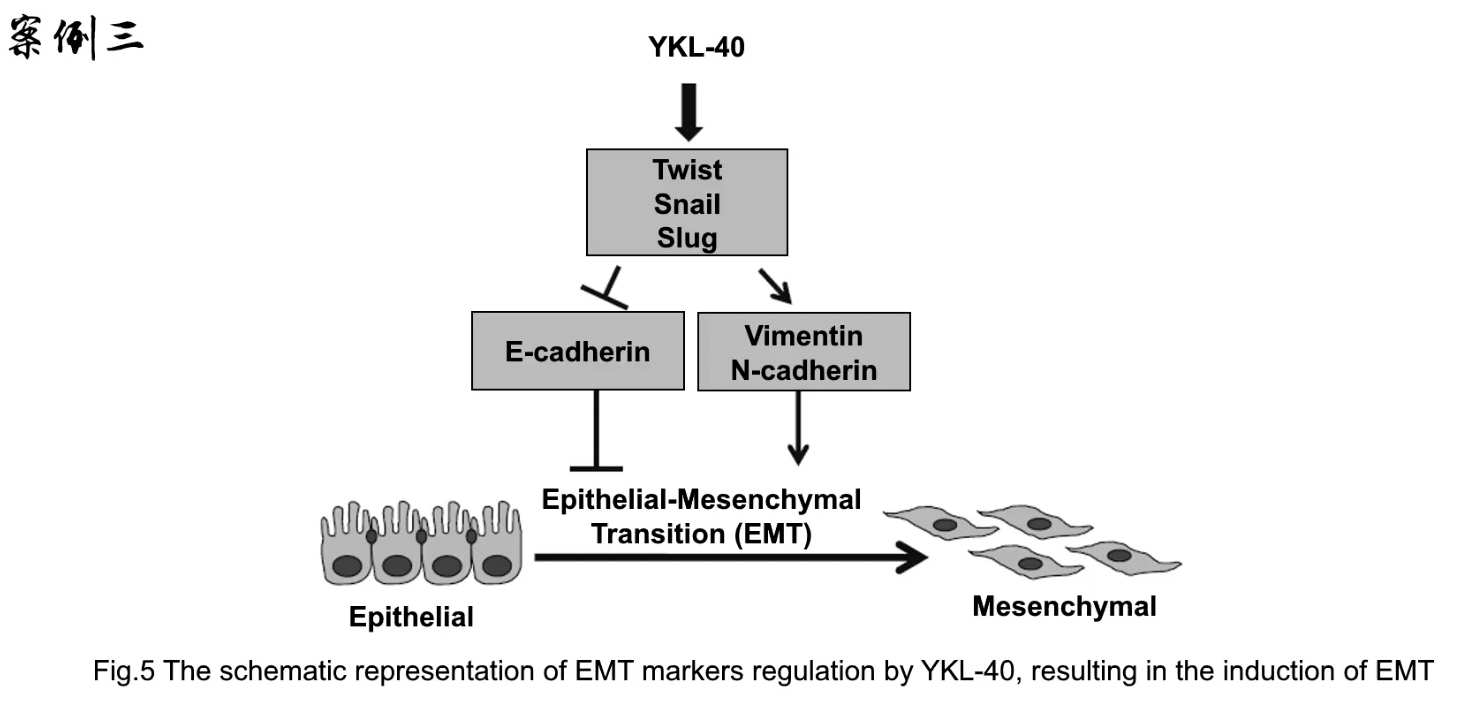 案例三
YKL-40
Twist
Snail
Slug
E-cadherin
Vimentin
N-cadherin
Epithelial-Mesenchymal
Transition (EMT)
Epithelial
Mesenchymal
Fig.5 The schematic representation of EMT markers regulation by YKL-40, resulting in the induction of EMT